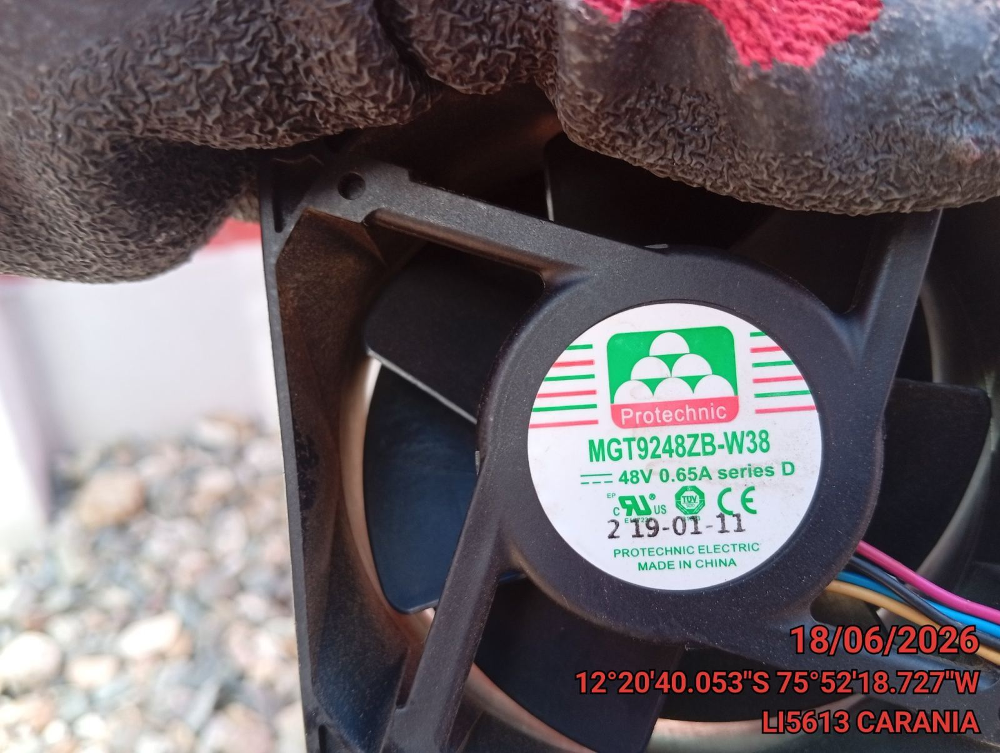 Protechnic
MGT9248ZB-W38
48V 0.65A series D
EP
C US
TUV
CE
2 19-01-11
PROTECHNIC ELECTRIC
MADE IN CHINA
18/06/2026
12°20'40.053"S 75°52'18.727"W
LI5613 CARANIA